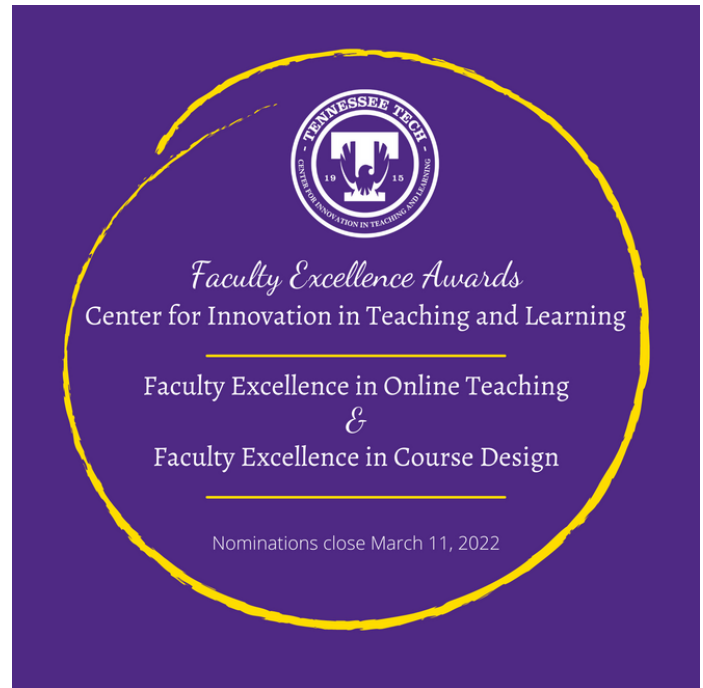 - TENNESSEE TECH -
19 15
CENTER FOR INNOVATION IN TEACHING AND LEARNING
Faculty Excellence Awards
Center for Innovation in Teaching and Learning
Faculty Excellence in Online Teaching
&
Faculty Excellence in Course Design
Nominations close March 11, 2022